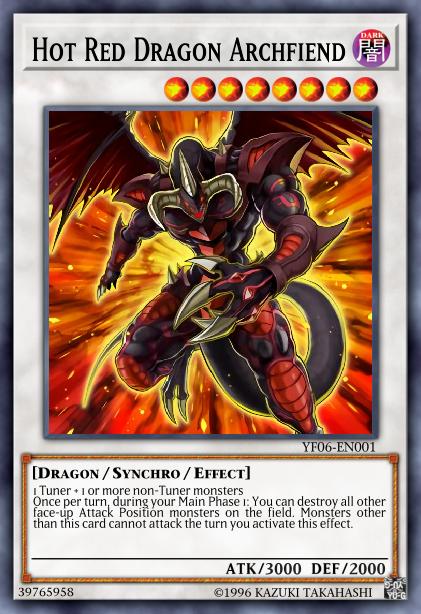 HOT RED DRAGON ARCHFIEND
DARK
闇
YF06-EN001
[DRAGON / SYNCHRO / EFFECT]
1 Tuner + 1 or more non-Tuner monsters
Once per turn, during your Main Phase 1: You can destroy all other
face-up Attack Position monsters on the field. Monsters other
than this card cannot attack the turn you activate this effect.
ATK/3000 DEF/2000
39765958
©1996 KAZUKI TAKAHASHI